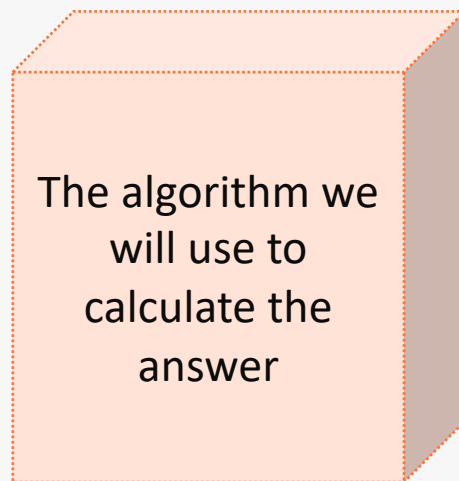 The algorithm we
will use to
calculate the
answer